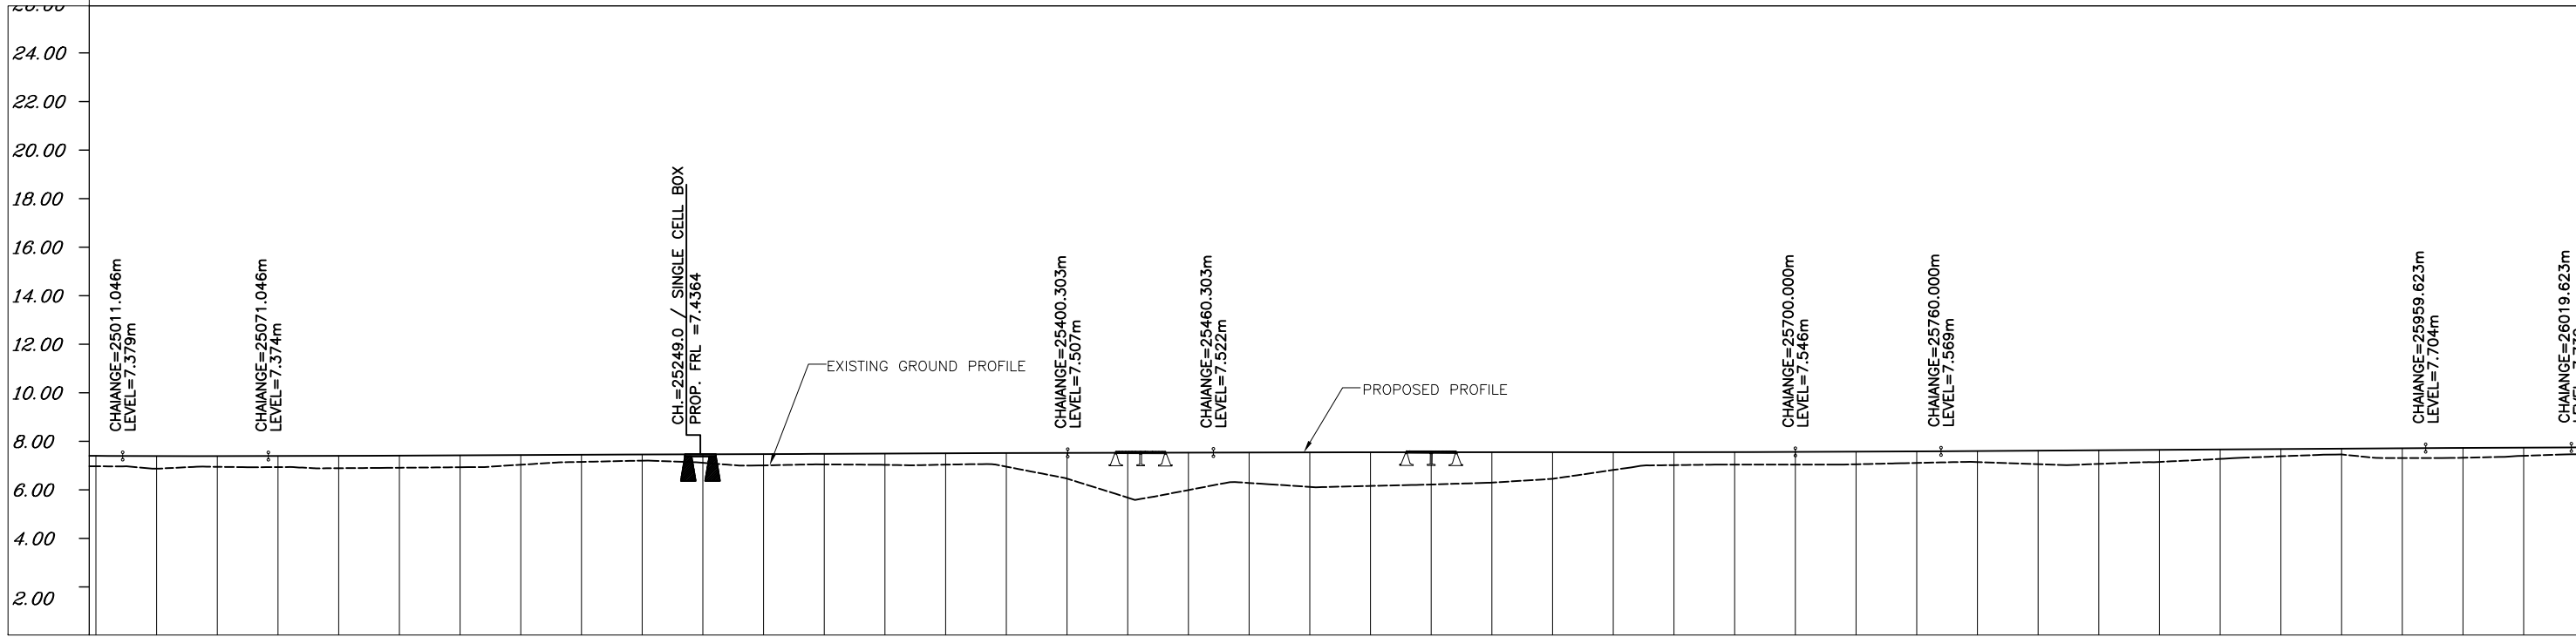 24.00
22.00
20.00
18.00
16.00
14.00
12.00
10.00
8.00
6.00
4.00
2.00
CHAIANGE=25011.046m
LEVEL=7.379m
CHAIANGE=25071.046m
LEVEL=7.374m
CH.=25249.0 / SINGLE CELL BOX
PROP. FRL =7.4364
EXISTING GROUND PROFILE
CHAIANGE=25400.303m
LEVEL=7.507m
CHAIANGE=25460.303m
LEVEL=7.522m
PROPOSED PROFILE
CHAIANGE=25700.000m
LEVEL=7.546m
CHAIANGE=25760.000m
LEVEL=7.569m
CHAIANGE=25959.623m
LEVEL=7.704m
CHAIANGE=26019.623m